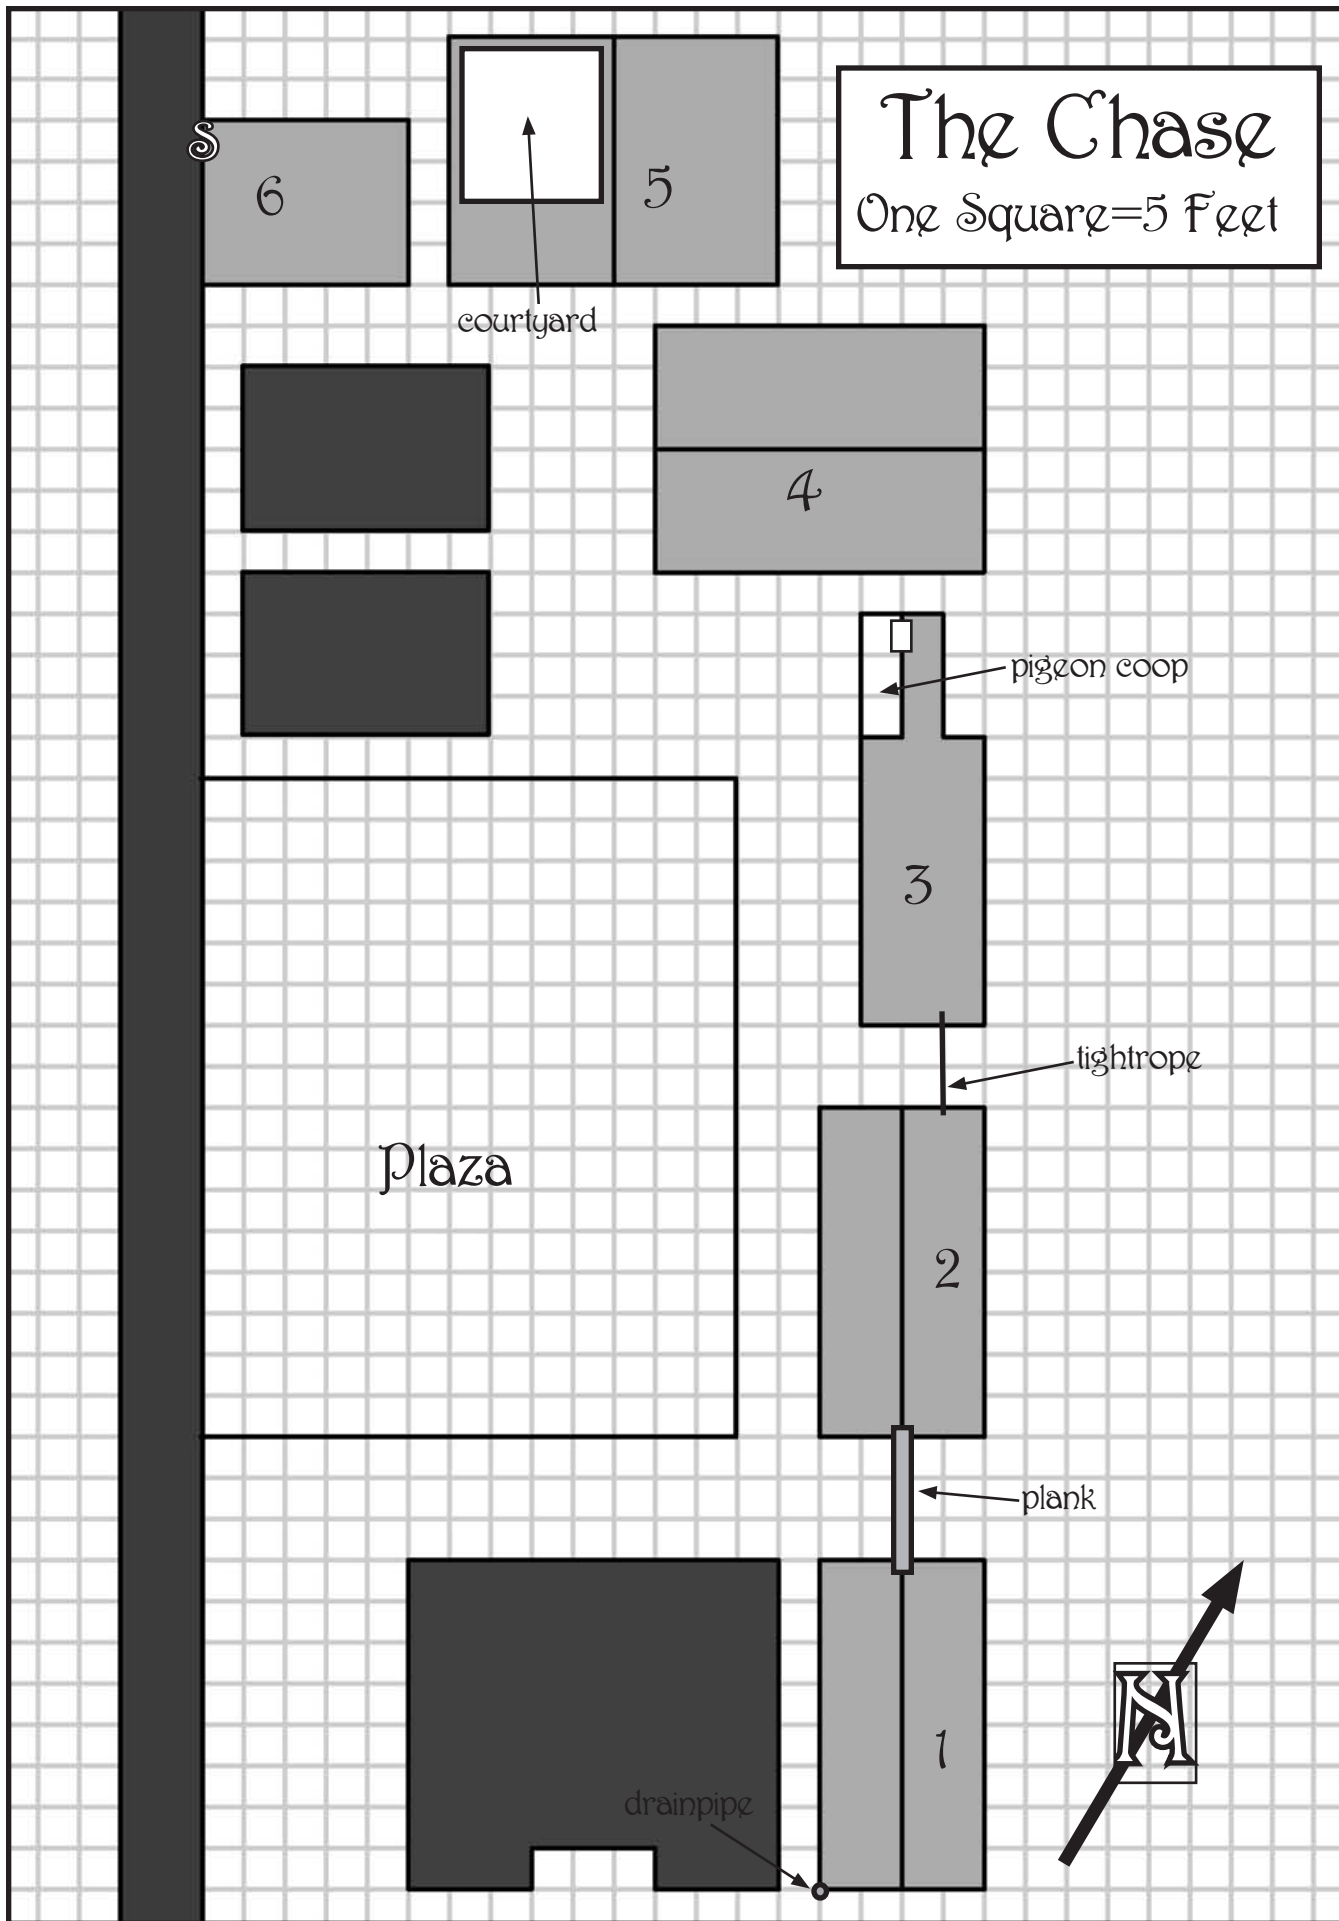 The Chase
One Square=5 Feet
S
6
5
courtyard
4
pigeon coop
3
tightrope
Plaza
2
plank
N
1
drainpipe